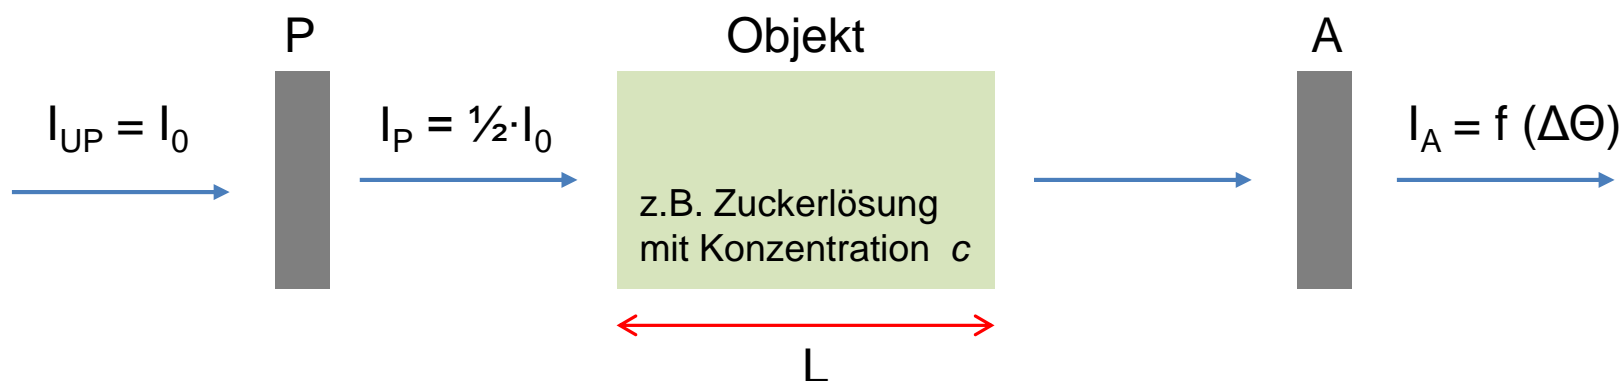 P
Objekt
A
I_UP = I_0
I_P = ½·I_0
I_A = f (ΔΘ)
z.B. Zuckerlösung
mit Konzentration c
L